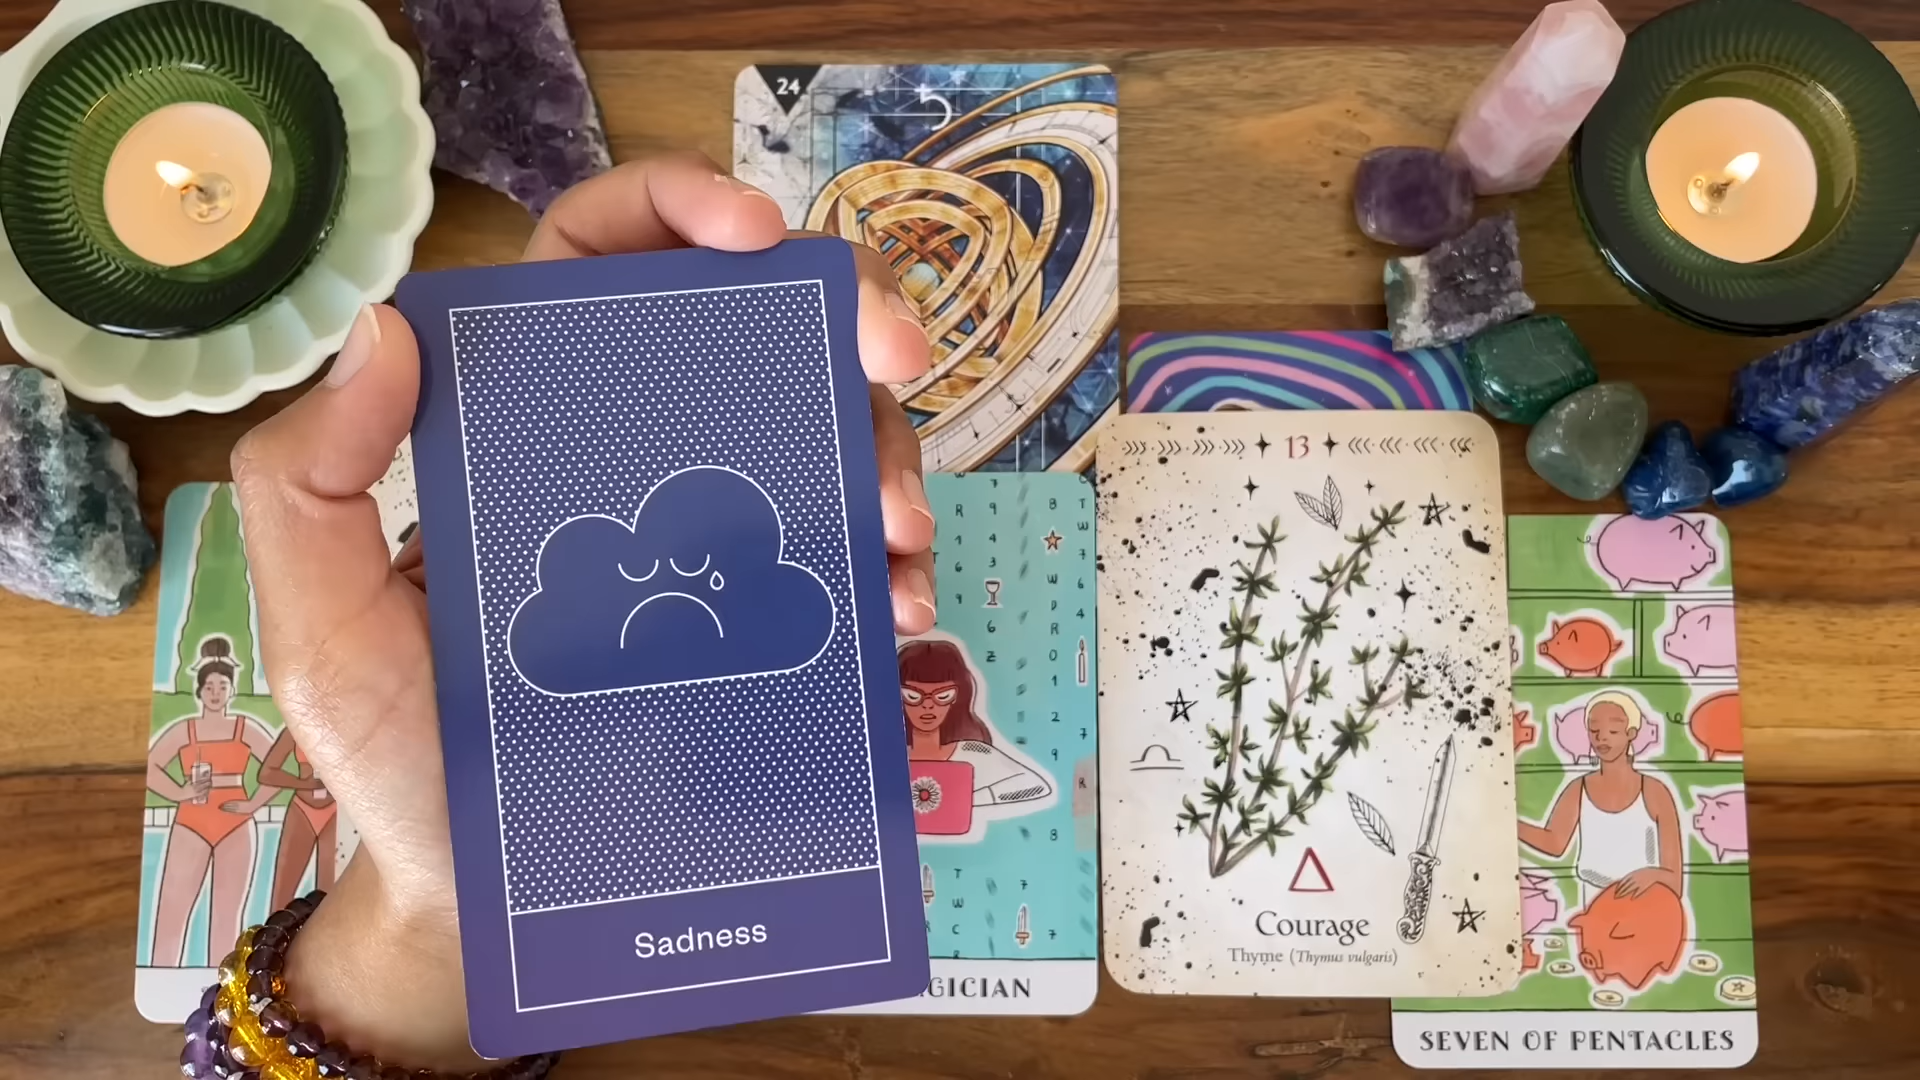 24
13
Sadness
GICIAN
Courage
Thyme (Thymus vulgaris)
SEVEN OF PENTACLES